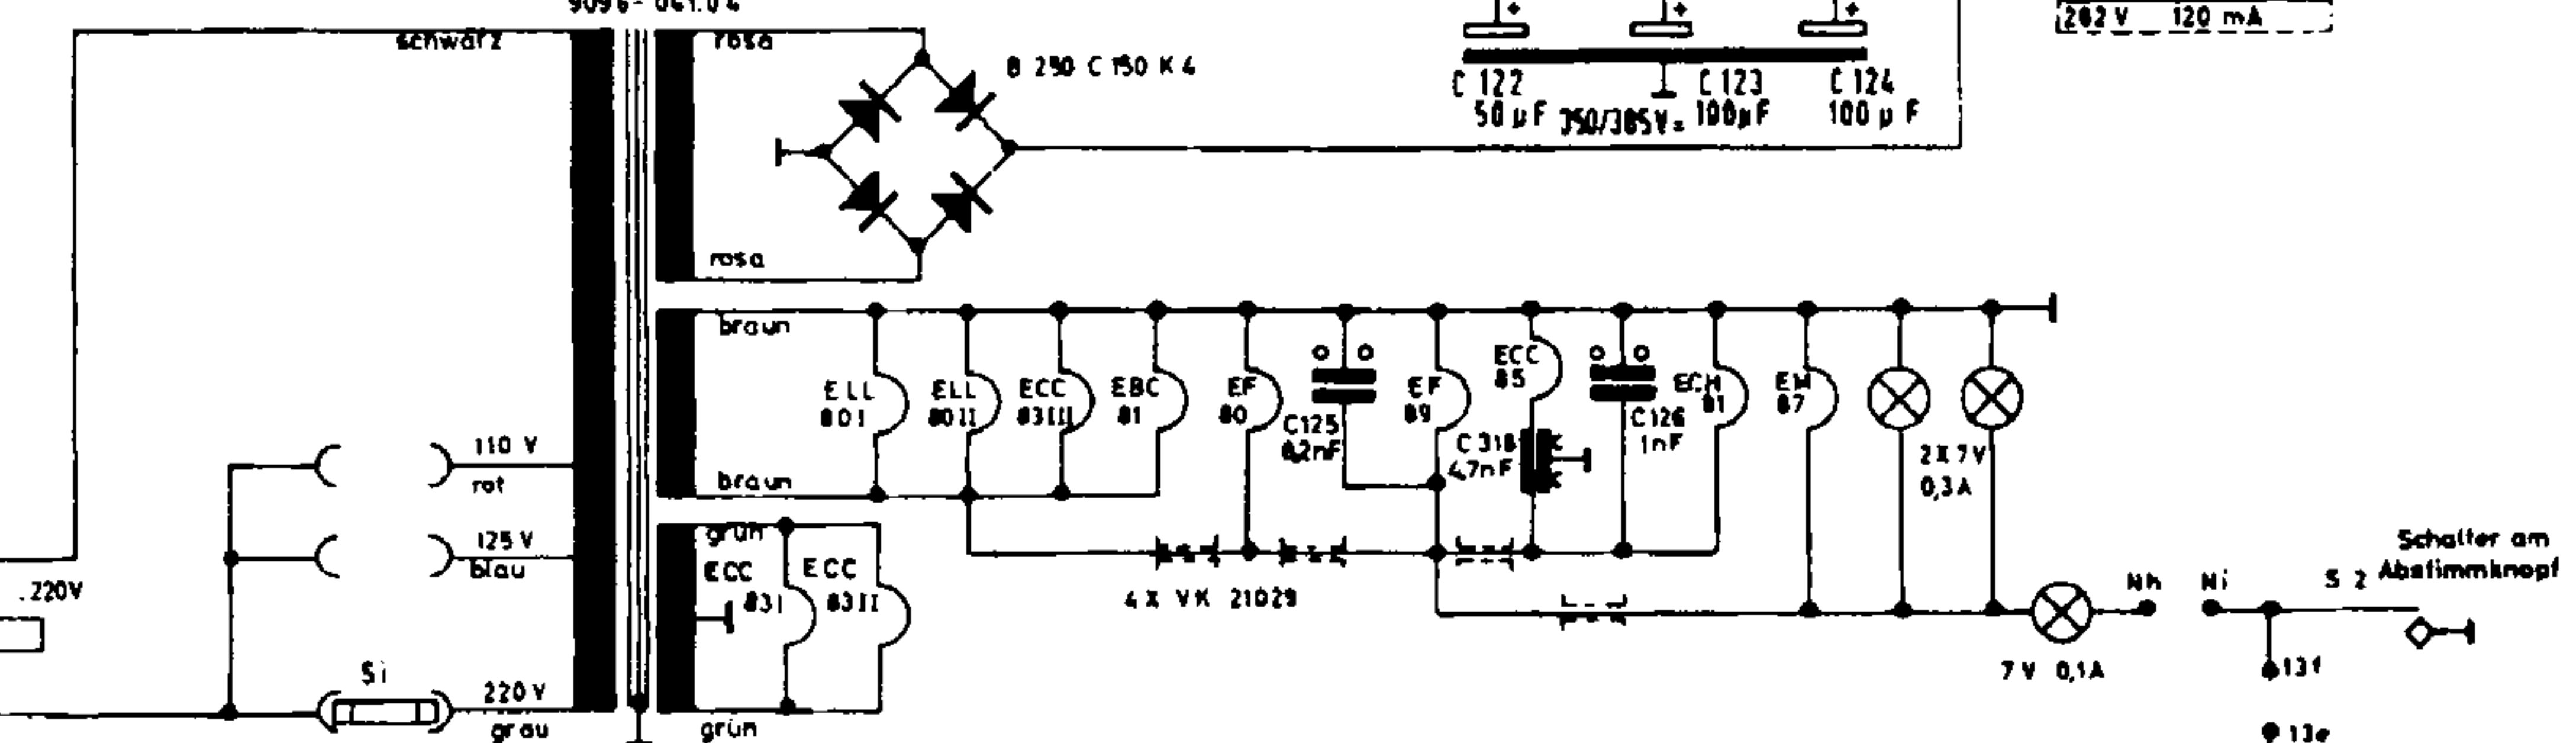 schwarz
rosa
B 250 C 150 K 4
282 V 120 mA
C 122
50 µF
350/385V=
C 123
100µF
C 124
100 µ F
rosa
braun
ELL
80 I
ELL
80 II
ECC
83 III
EBC
81
EF
80
C125
8,2nF
EF
89
ECC
85
C 318
4,7nF
C 126
1nF
ECH
81
EM
87
2 X 7 V
0,3 A
110 V
rot
braun
125 V
blau
grün
ECC
83 I
ECC
83 II
4 X VK 21029
Schalter am
Abstimmknopf
S 2
Nh
Ni
220V
Si
220 V
grau
grün
7 V 0,1A
13f
13e